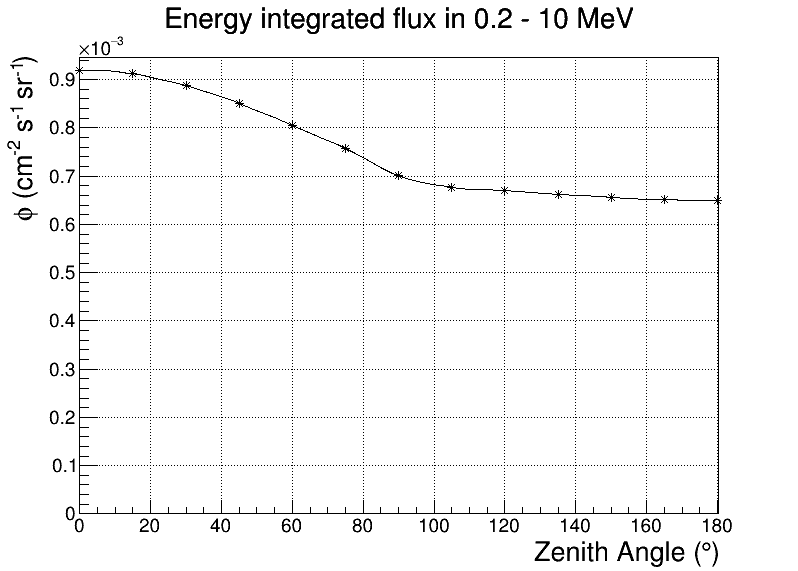 Energy integrated flux in 0.2 - 10 MeV
×10⁻³
ϕ (cm⁻² s⁻¹ sr⁻¹)
0.9
0.8
0.7
0.6
0.5
0.4
0.3
0.2
0.1
0
0 20 40 60 80 100 120 140 160 180
Zenith Angle (°)